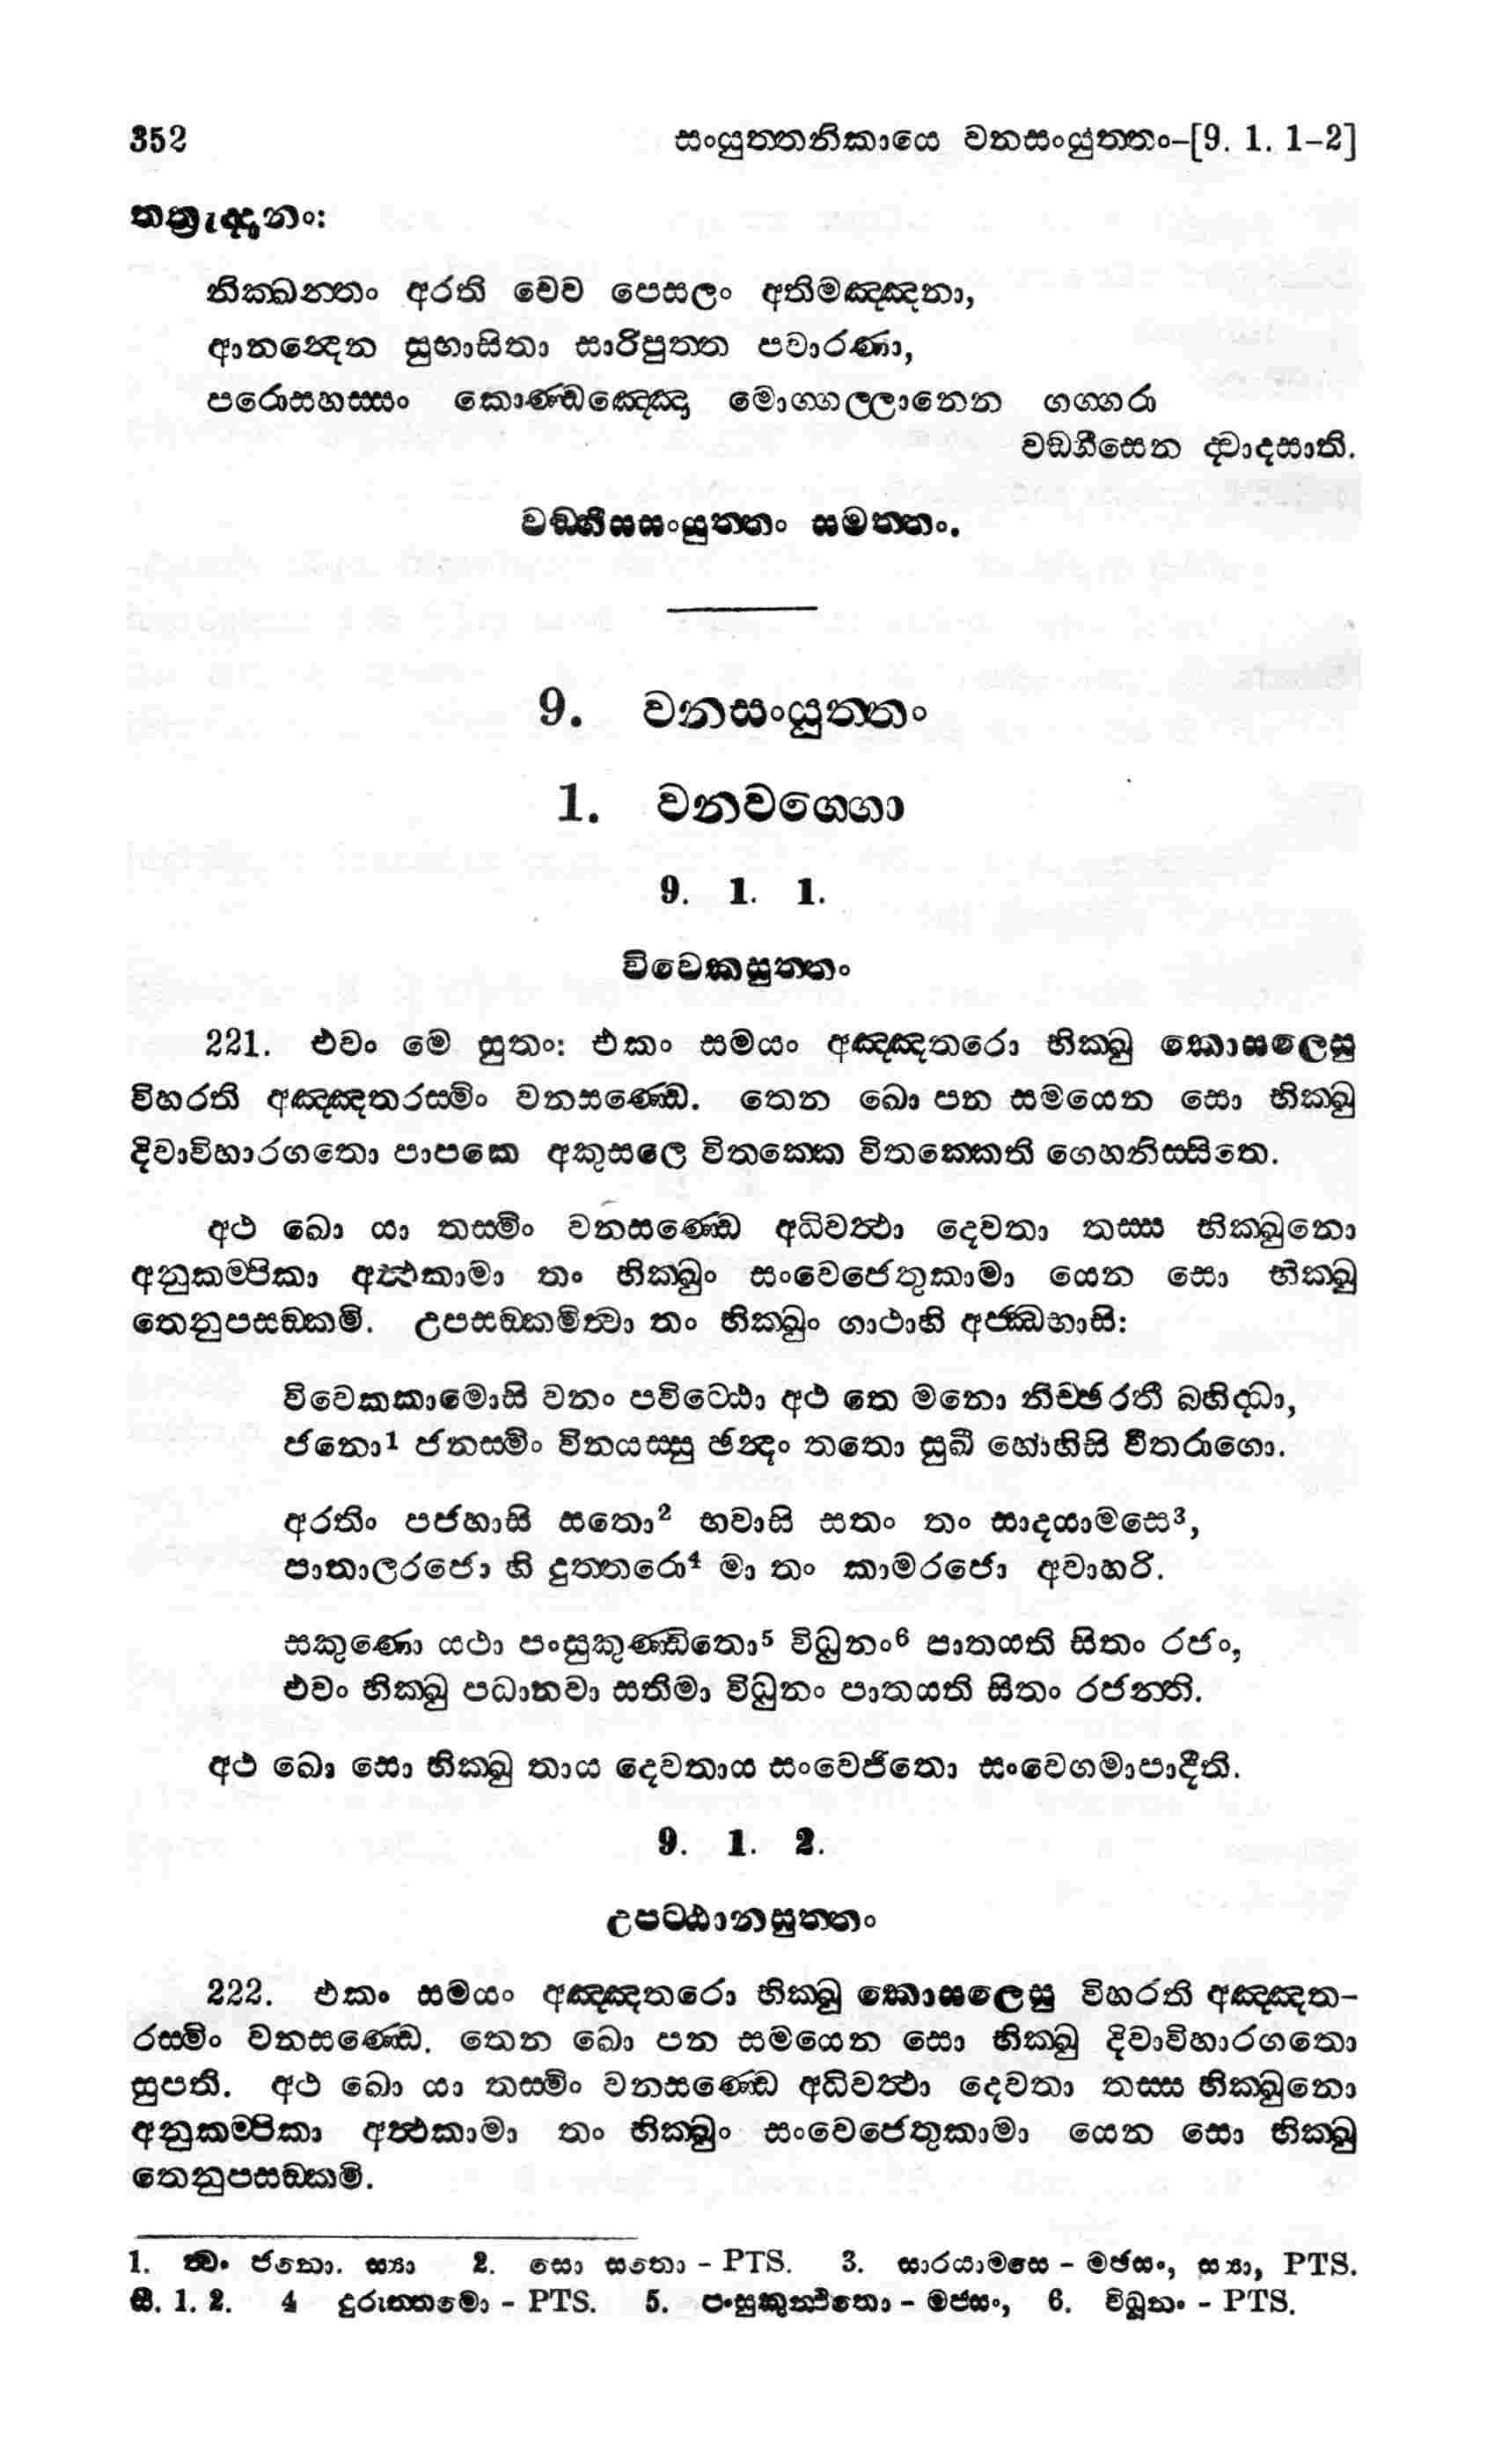 352 සංයුත්තනිකායෙ වනසංයුත්තං–[9. 1. 1–2]
තත්‍රැද්දානං:
නික්ඛන්තං අරති චෙව පෙසලං අතිමඤ්ඤනා,
ආනන්දෙන සුභාසිතා සාරිපුත්ත පවාරණා,
පරොසහස්සං කොණ්ඩඤ්ඤො මොග්ගල්ලානෙන ගග්ගරා
වඞ්ගීසෙන ද්වාදසාති.
වඞ්ගීසසංයුත්තං සමත්තං.
9. වනසංයුත්තං
1. වනවග්ගො
9. 1. 1.
විවෙකසුත්තං
221. එවං මෙ සුතං: එකං සමයං අඤ්ඤතරො භික්ඛු කොසලෙසු
විහරති අඤ්ඤතරස්මිං වනසණ්ඩෙ. තෙන ඛො පන සමයෙන සො භික්ඛු
දිවාවිහාරගතො පාපකෙ අකුසලෙ විතක්කෙ විතක්කෙති ගෙහනිස්සිතෙ.
අථ ඛො යා තස්මිං වනසණ්ඩෙ අධිවත්ථා දෙවතා තස්ස භික්ඛුනො
අනුකම්පිකා අත්ථකාමා තං භික්ඛුං සංවෙජෙතුකාමා යෙන සො භික්ඛු
තෙනුපසඞ්කමි. උපසඞ්කමිත්වා තං භික්ඛුං ගාථාහි අජ්ඣභාසි:
විවෙකකාමොසි වනං පවිට්ඨො අථ තෙ මනො නිච්ඡරතී බහිද්ධා,
ජනො¹ ජනස්මිං විනයස්සු ඡන්දං තතො සුඛී හොහිසි වීතරාගො.
අරතිං පජහාසි සතො² භවාසි සතං තං සාදයාමසෙ³,
පාතාලරජො හි දුත්තරො⁴ මා තං කාමරජො අවාහරි.
සකුණො යථා පංසුකුණ්ඩිතො⁵ විධුනං⁶ පාතයති සිතං රජං,
එවං භික්ඛු පධානවා සතිමා විධුනං පාතයති සිතං රජන්ති.
අථ ඛො සො භික්ඛු තාය දෙවතාය සංවෙජිතො සංවෙගමාපාදීති.
9. 1. 2.
උපට්ඨානසුත්තං
222. එකං සමයං අඤ්ඤතරො භික්ඛු කොසලෙසු විහරති අඤ්ඤත-
රස්මිං වනසණ්ඩෙ. තෙන ඛො පන සමයෙන සො භික්ඛු දිවාවිහාරගතො
සුපති. අථ ඛො යා තස්මිං වනසණ්ඩෙ අධිවත්ථා දෙවතා තස්ස භික්ඛුනො
අනුකම්පිකා අත්ථකාමා තං භික්ඛුං සංවෙජෙතුකාමා යෙන සො භික්ඛු
තෙනුපසඞ්කමි.
1. ත්වං ජනො. ස්‍යා 2. සො සතො – PTS. 3. සාරයාමසෙ – මජසං, ස්‍යා, PTS.
සී. 1. 2. 4 දුරුත්තමො – PTS. 5. පංසුකුන්ථිතො – මජසං, 6. විධූනං – PTS.